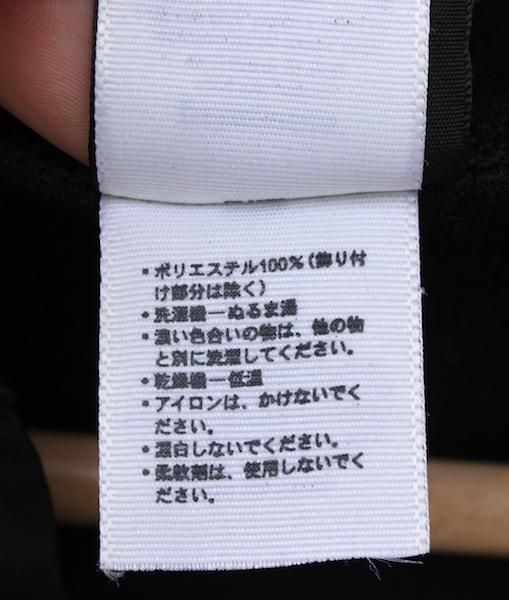 ・ポリエステル100%（飾り付
け部分は除く）
・洗濯機—ぬるま湯
・濃い色合いの物は、他の物
と別に洗濯してください。
・乾燥機—低温
・アイロンは、かけないでく
ださい。
・漂白しないでください。
・柔軟剤は、使用しないでく
ださい。